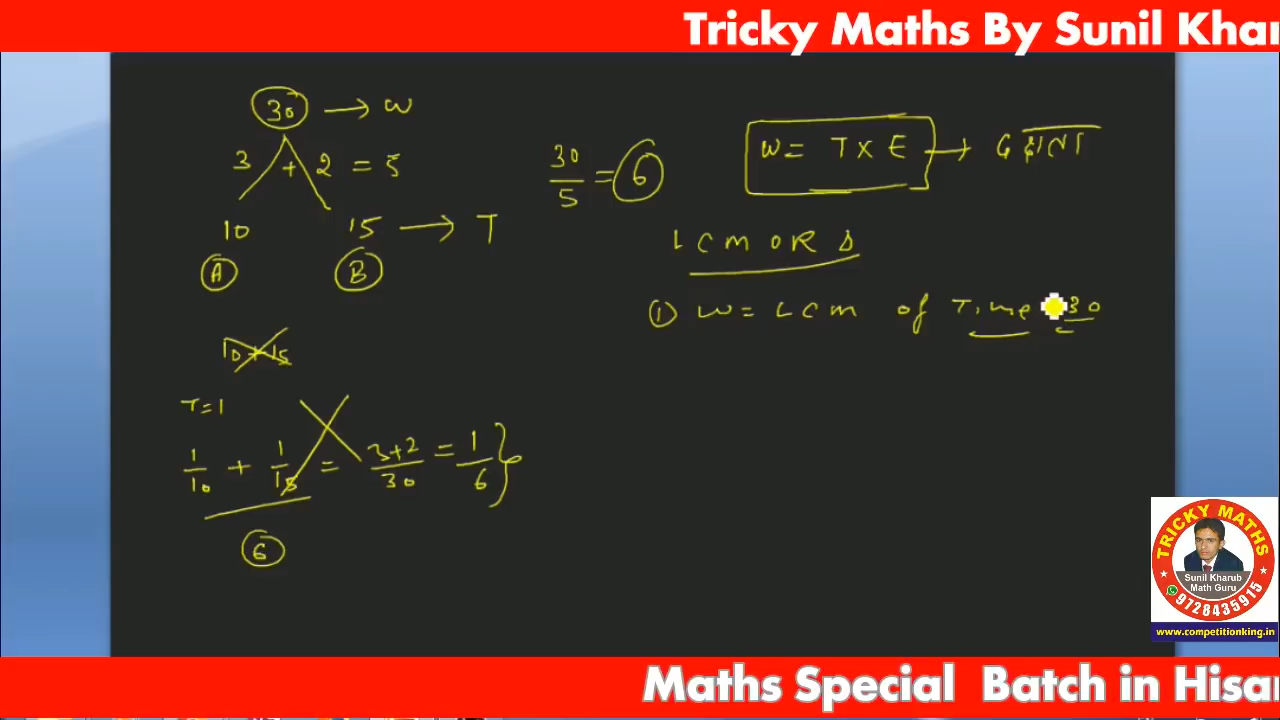 Tricky Maths By Sunil Khar
30 → W
3 + 2 = 5
10 15 → T
A B
30/5 = 6
W = T X E →
LCM OR
① W = LCM of Time 30
10 + 15
T = 1
1/10 + 1/15 = 3+2/30 = 1/6
6
TRICKY MATHS
Sunil Kharub
Math Guru
9728435915
www.competitionking.in
Maths Special Batch in Hisar